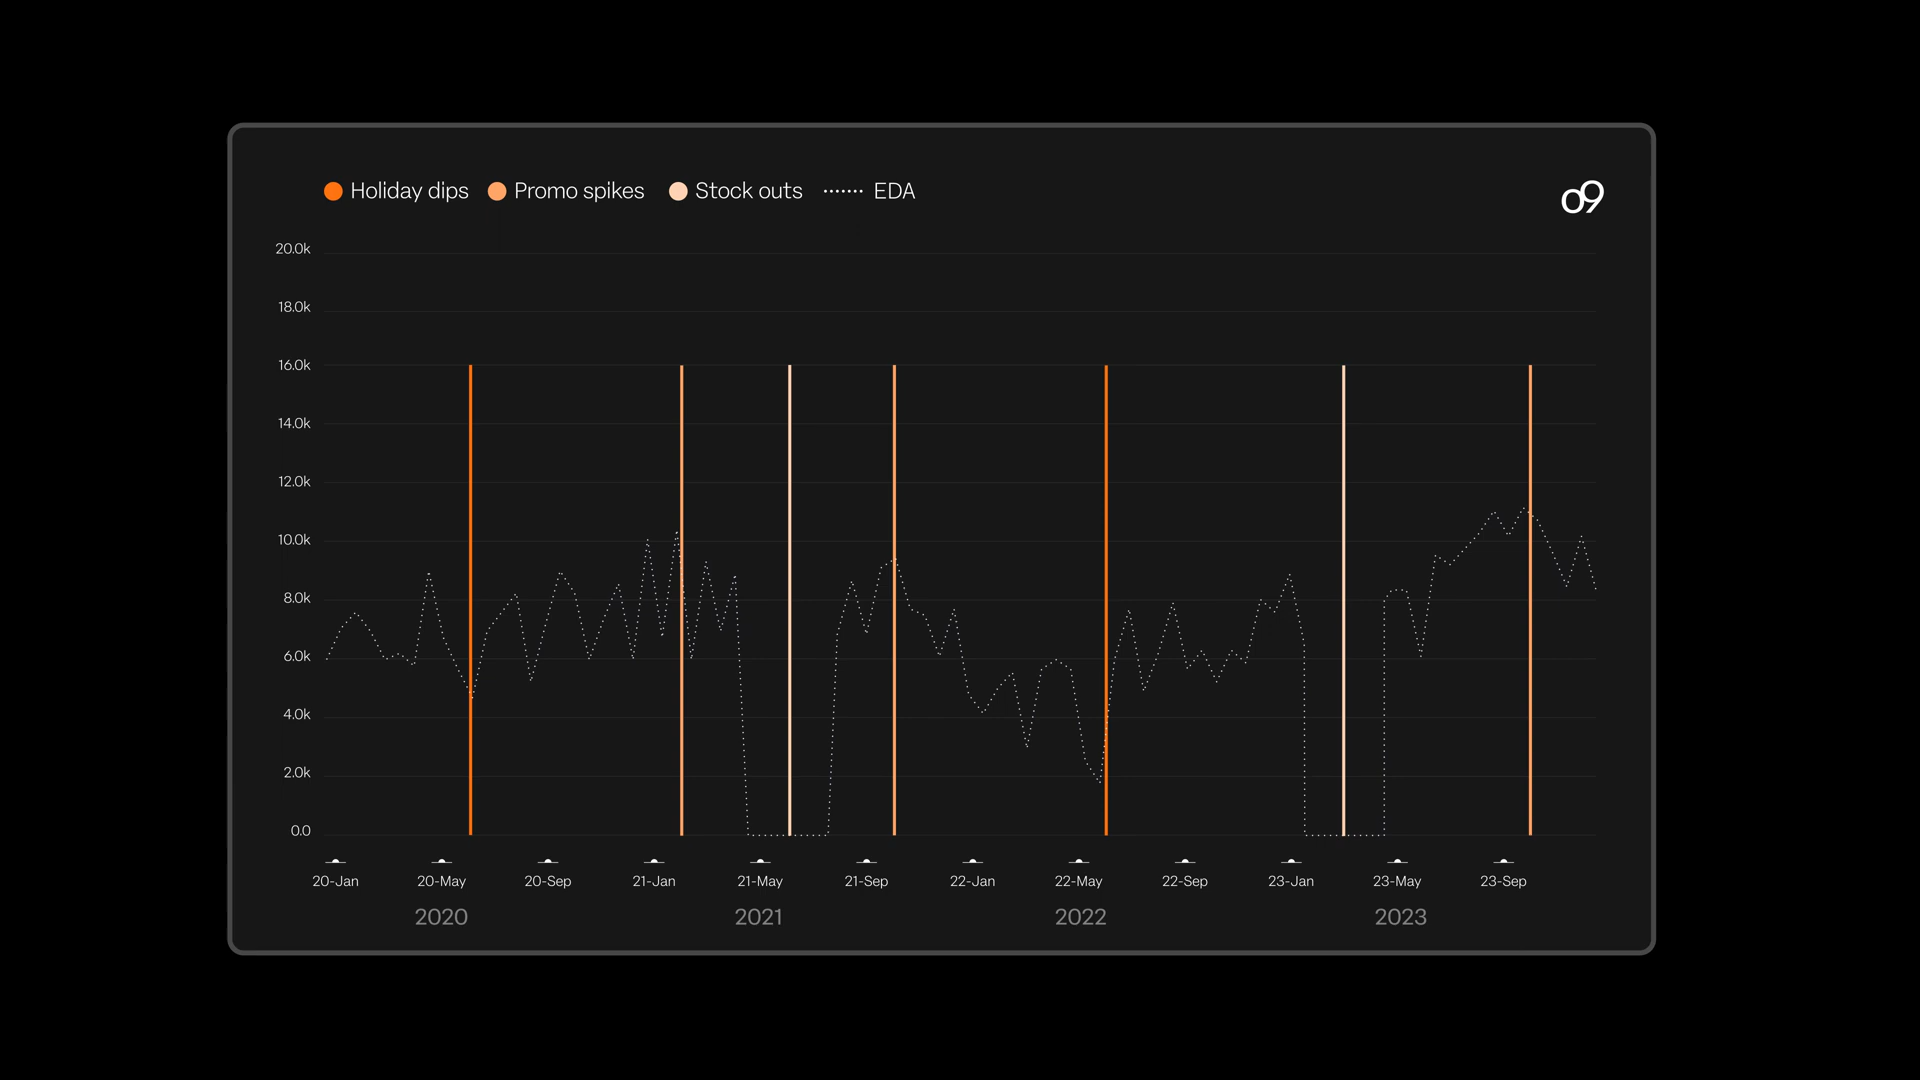 Holiday dips Promo spikes Stock outs EDA
o9
20.0k
18.0k
16.0k
14.0k
12.0k
10.0k
8.0k
6.0k
4.0k
2.0k
0.0
20-Jan 20-May 20-Sep 21-Jan 21-May 21-Sep 22-Jan 22-May 22-Sep 23-Jan 23-May 23-Sep
2020 2021 2022 2023